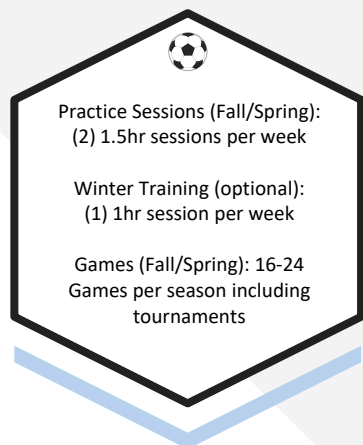 Practice Sessions (Fall/Spring):
(2) 1.5hr sessions per week
Winter Training (optional):
(1) 1hr session per week
Games (Fall/Spring): 16-24
Games per season including
tournaments